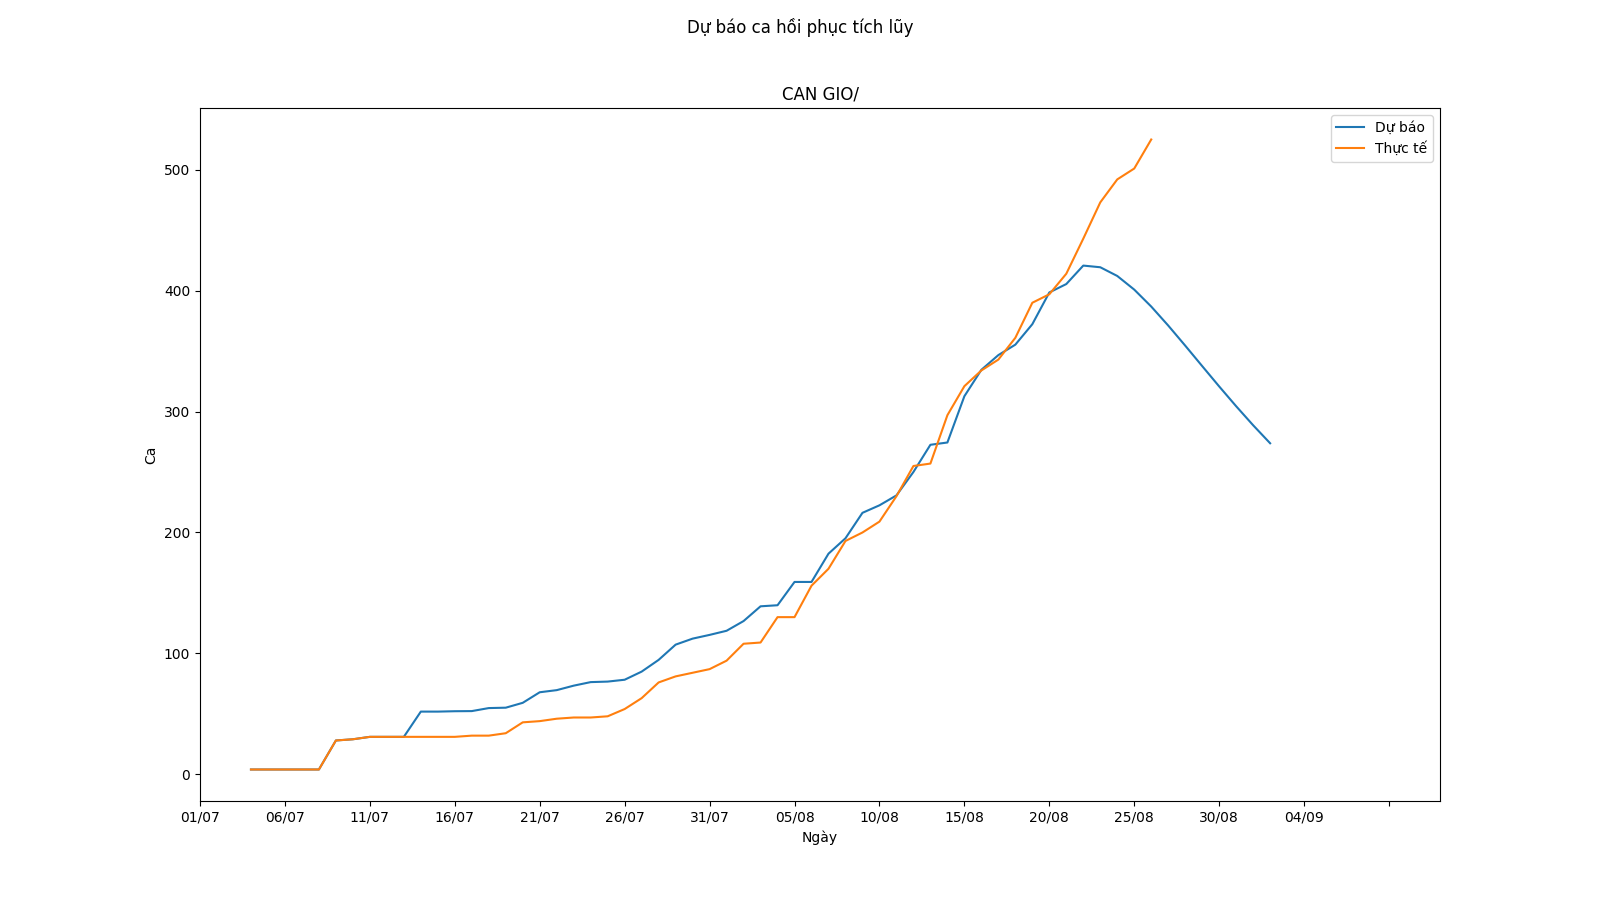 Dự báo ca hồi phục tích lũy
CAN GIO/
Dự báo
Thực tế
500
400
300
200
100
0
Ca
01/07 06/07 11/07 16/07 21/07 26/07 31/07 05/08 10/08 15/08 20/08 25/08 30/08 04/09
Ngày